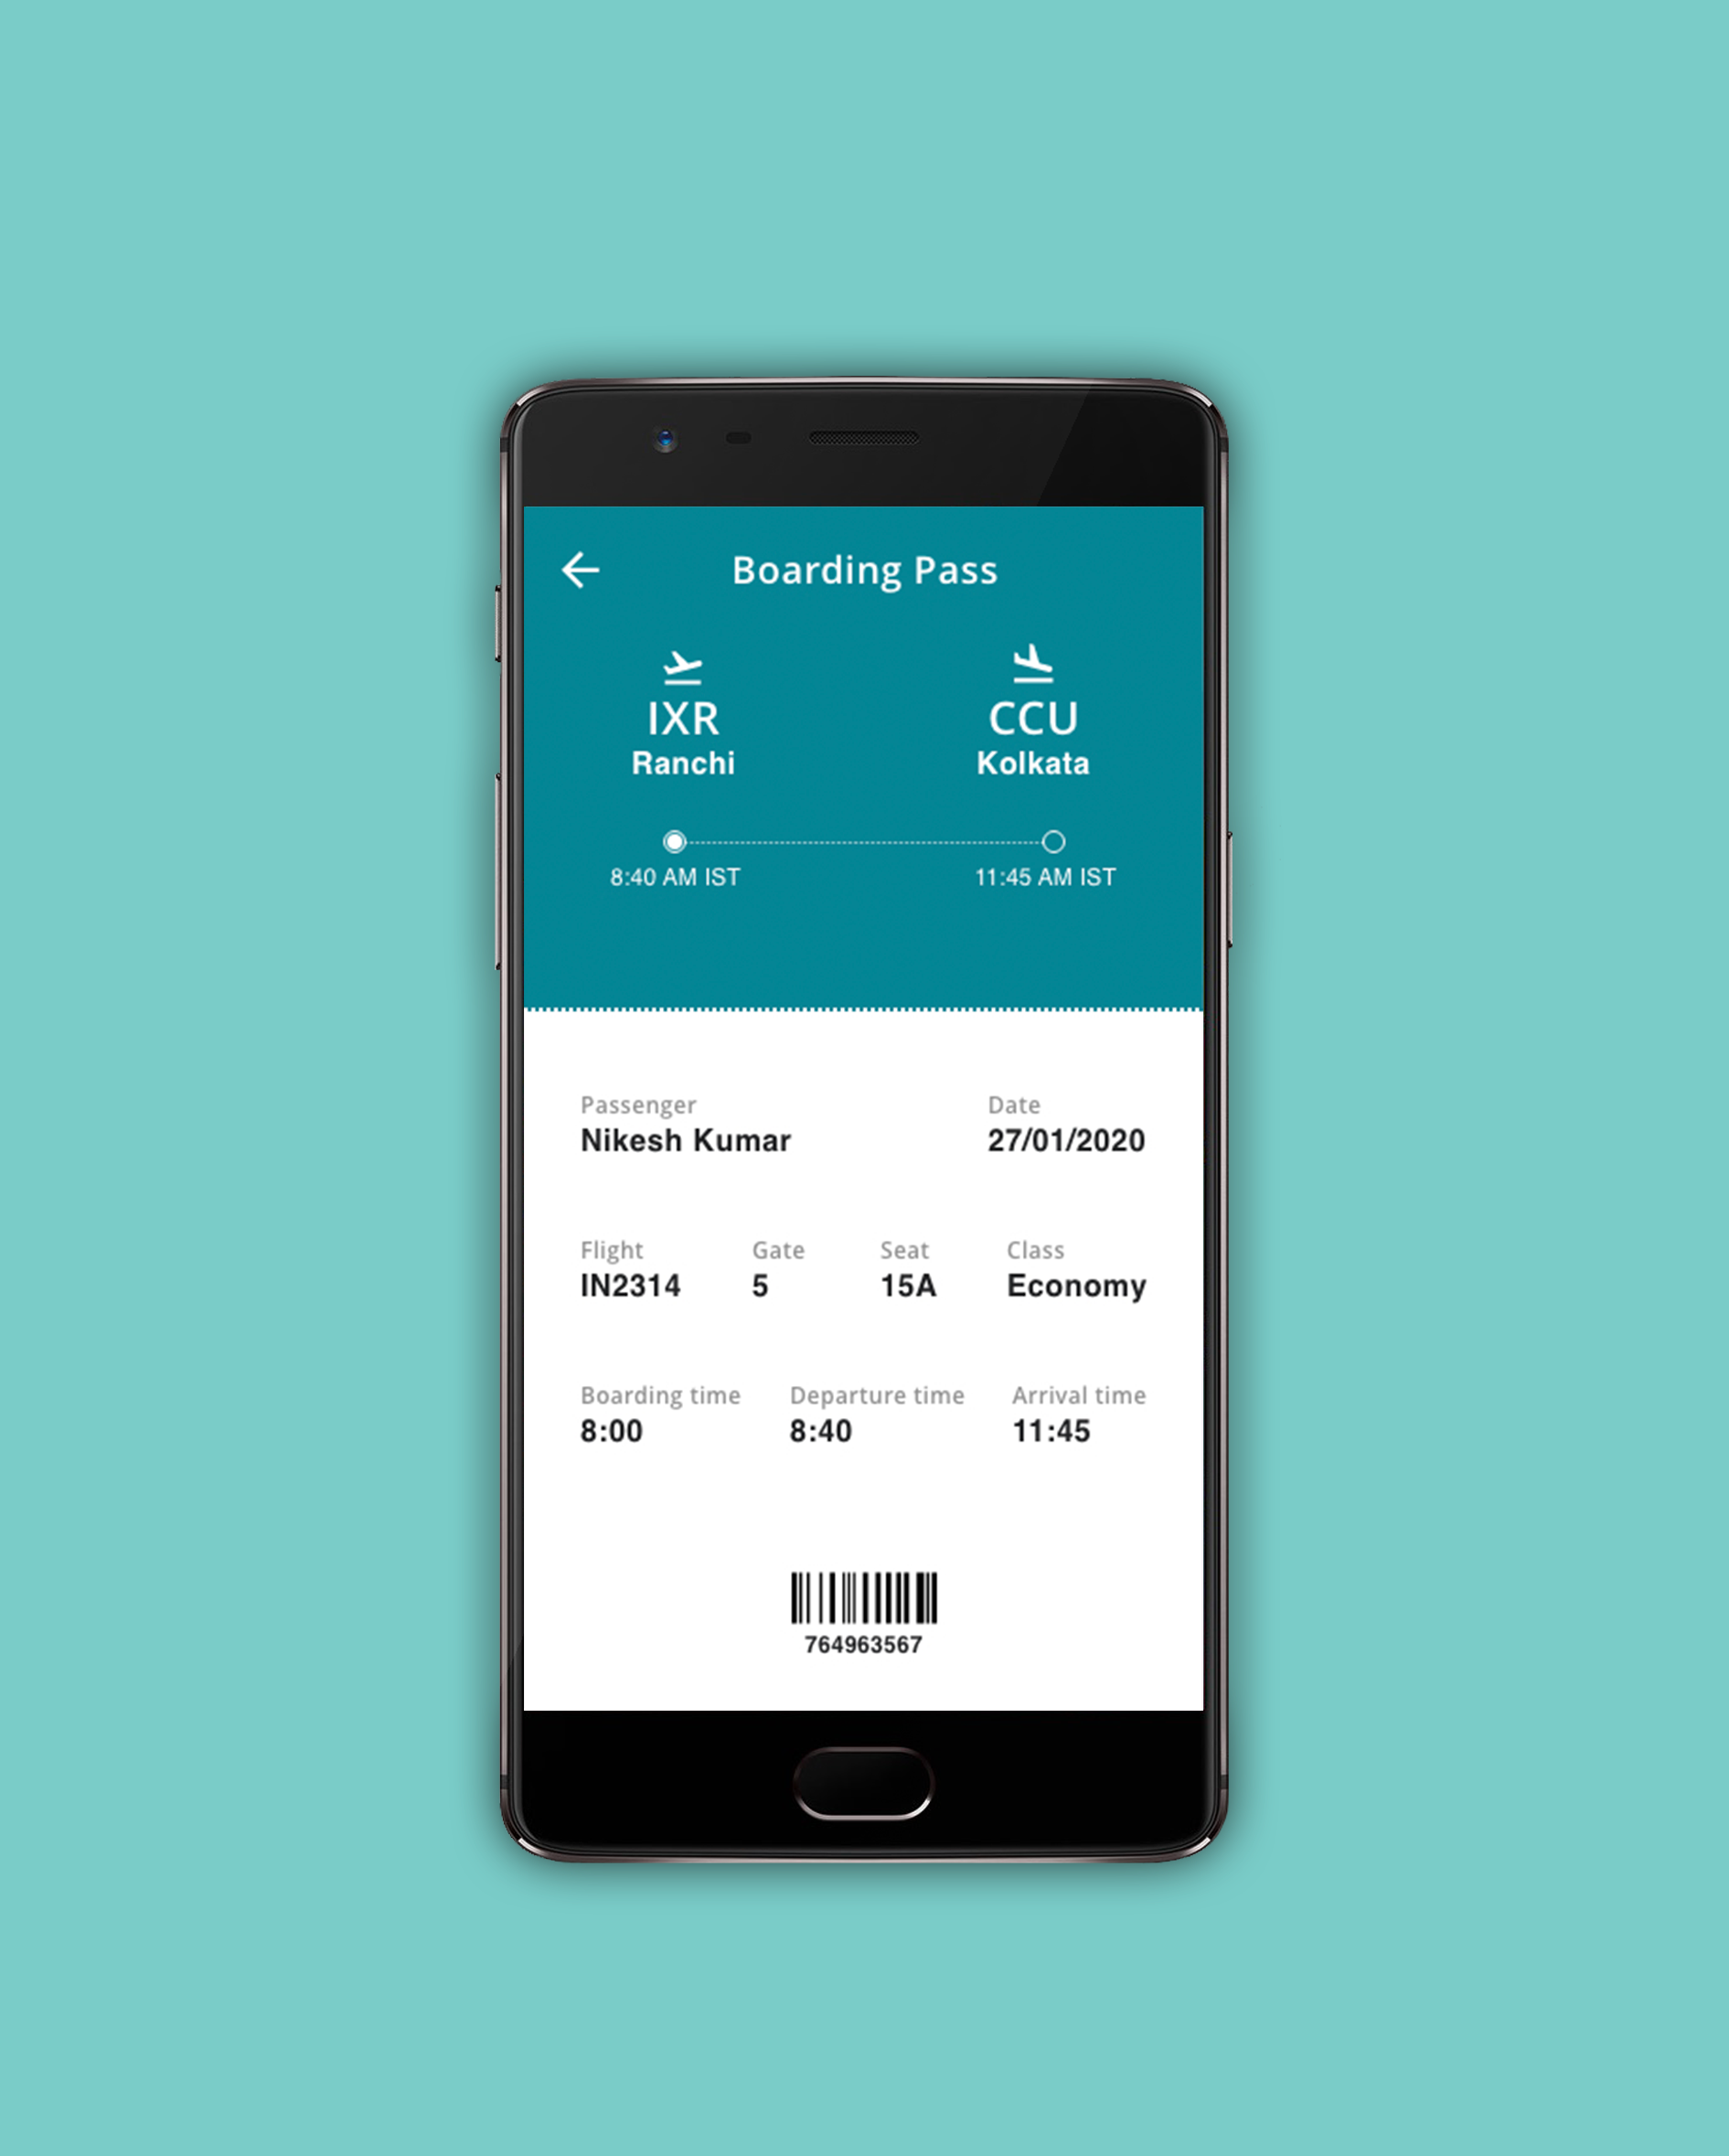 Boarding Pass
IXR CCU
Ranchi Kolkata
8:40 AM IST 11:45 AM IST
Passenger Date
Nikesh Kumar 27/01/2020
Flight Gate Seat Class
IN2314 5 15A Economy
Boarding time Departure time Arrival time
8:00 8:40 11:45
764963567